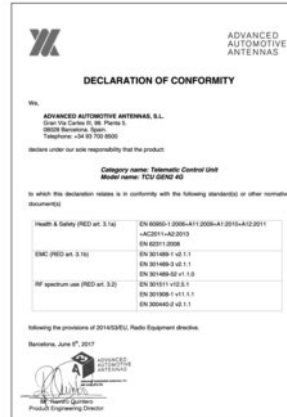 ADVANCED
AUTOMOTIVE
ANTENNAS
DECLARATION OF CONFORMITY
We,
ADVANCED AUTOMOTIVE ANTENNAS, S.L.
Gran Via Carles III, 98. Planta 5.
08028 Barcelona. Spain.
Telephone: +34 93 700 8500
declare under our sole responsibility that the product:
Category name: Telematic Control Unit
Model name: TCU GEN2 4G
to which this declaration relates is in conformity with the following standard(s) or other normative
document(s)
Health & Safety (RED art. 3.1a)
EN 60950-1:2006+A11:2009+A1:2010+A12:2011
+AC2011+A2:2013
EN 62311:2008
EMC (RED art. 3.1b)
EN 301489-1 v2.1.1
EN 301489-3 v2.1.1
EN 301489-52 v1.1.0
RF spectrum use (RED art. 3.2)
EN 301511 v12.5.1
EN 301908-1 v11.1.1
EN 300440-2 v2.1.1
following the provisions of 2014/53/EU, Radio Equipment directive.
Barcelona, June 5th, 2017
ADVANCED
AUTOMOTIVE
ANTENNAS
Mr. Ramiro Quintero
Product Engineering Director